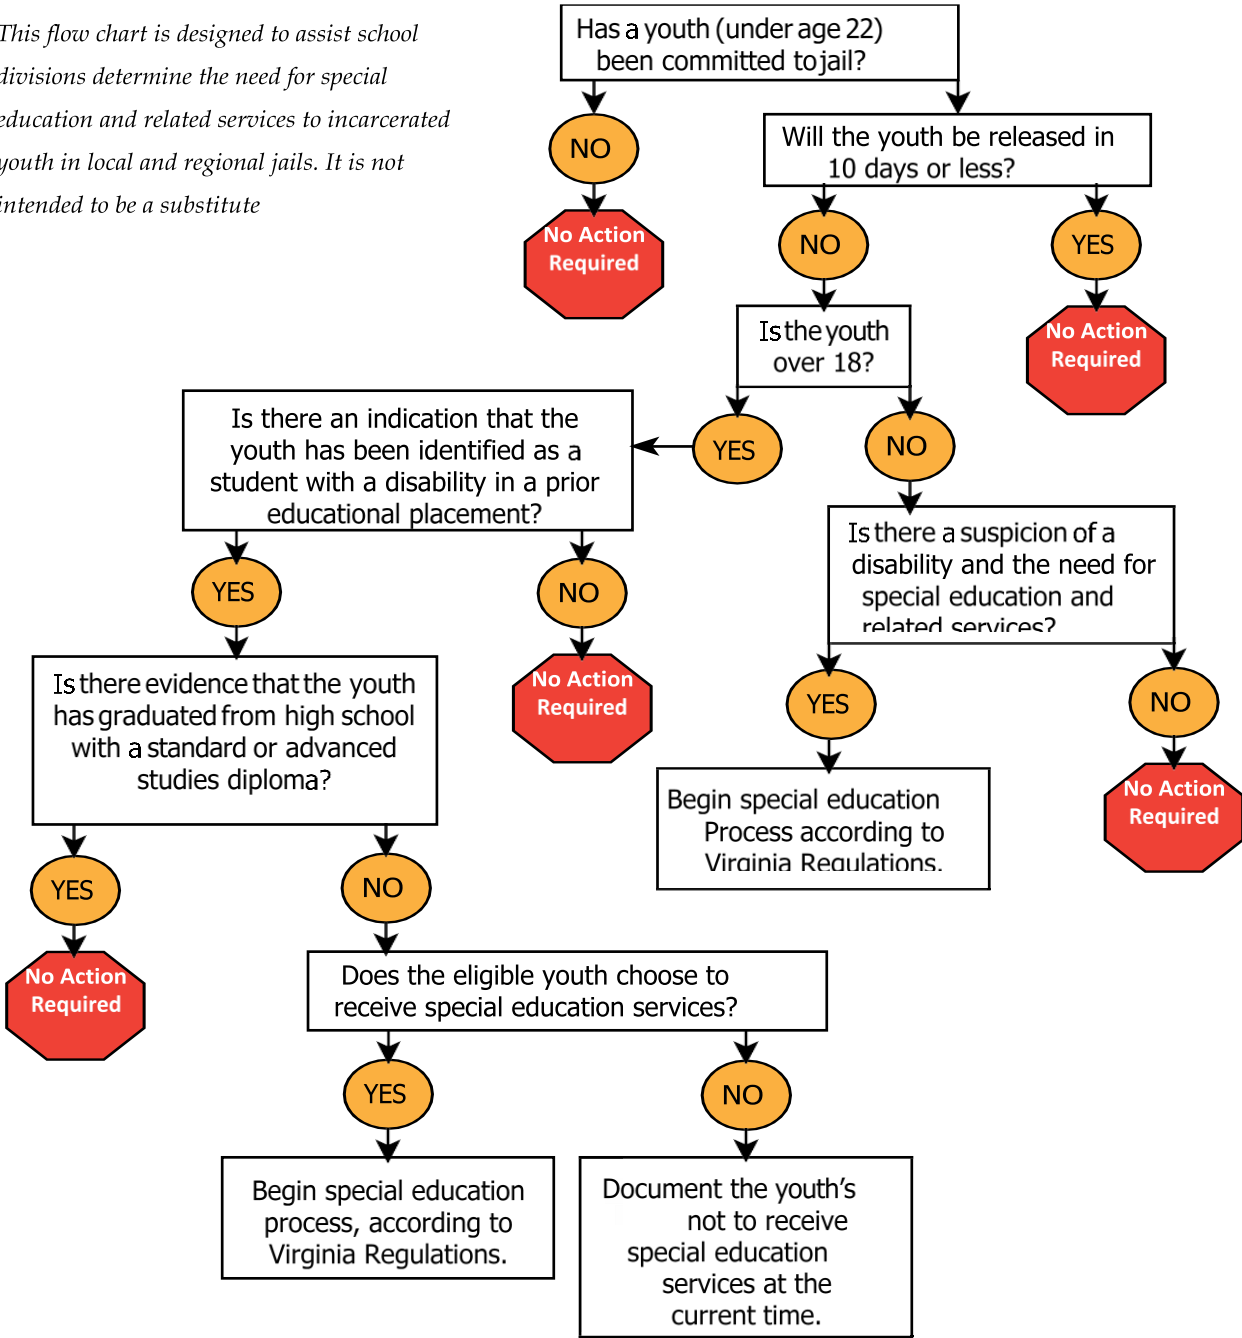 This flow chart is designed to assist school
divisions determine the need for special
education and related services to incarcerated
youth in local and regional jails. It is not
intended to be a substitute
Has a youth (under age 22)
been committed to jail?
NO
No Action
Required
Will the youth be released in
10 days or less?
NO
YES
No Action
Required
Is the youth
over 18?
YES
NO
Is there an indication that the
youth has been identified as a
student with a disability in a prior
educational placement?
YES
NO
No Action
Required
Is there a suspicion of a
disability and the need for
special education and
related services?
YES
NO
No Action
Required
Begin special education
Process according to
Virginia Regulations.
Is there evidence that the youth
has graduated from high school
with a standard or advanced
studies diploma?
YES
NO
No Action
Required
Does the eligible youth choose to
receive special education services?
YES
NO
Begin special education
process, according to
Virginia Regulations.
Document the youth's
not to receive
special education
services at the
current time.